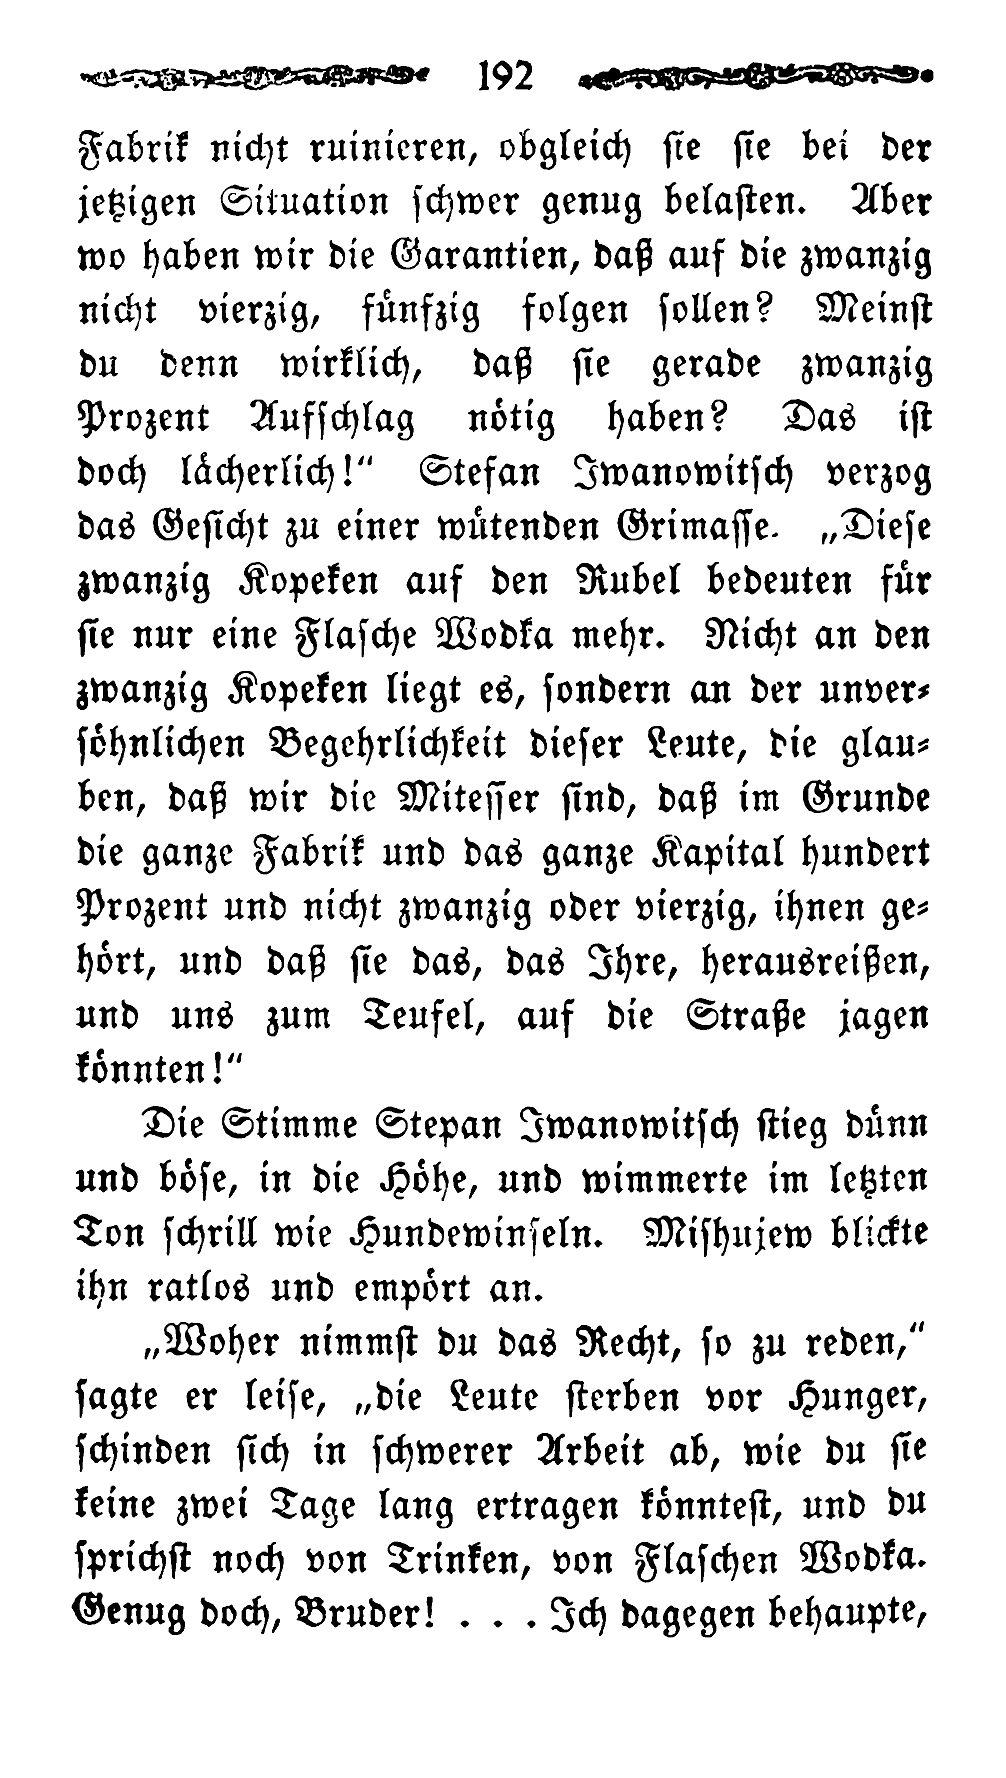 192
Fabrik nicht ruinieren, obgleich sie sie bei der
jetzigen Situation schwer genug belasten. Aber
wo haben wir die Garantien, daß auf die zwanzig
nicht vierzig, fünfzig folgen sollen? Meinst
du denn wirklich, daß sie gerade zwanzig
Prozent Aufschlag nötig haben? Das ist
doch lächerlich!“ Stefan Iwanowitsch verzog
das Gesicht zu einer wütenden Grimasse. „Diese
zwanzig Kopeken auf den Rubel bedeuten für
sie nur eine Flasche Wodka mehr. Nicht an den
zwanzig Kopeken liegt es, sondern an der unver-
söhnlichen Begehrlichkeit dieser Leute, die glau-
ben, daß wir die Mitesser sind, daß im Grunde
die ganze Fabrik und das ganze Kapital hundert
Prozent und nicht zwanzig oder vierzig, ihnen ge-
hört, und daß sie das, das Ihre, herausreißen,
und uns zum Teufel, auf die Straße jagen
könnten!“
Die Stimme Stepan Iwanowitsch stieg dünn
und böse, in die Höhe, und wimmerte im letzten
Ton schrill wie Hundewinseln. Mishujew blickte
ihn ratlos und empört an.
„Woher nimmst du das Recht, so zu reden,“
sagte er leise, „die Leute sterben vor Hunger,
schinden sich in schwerer Arbeit ab, wie du sie
keine zwei Tage lang ertragen könntest, und du
sprichst noch von Trinken, von Flaschen Wodka.
Genug doch, Bruder! . . . Ich dagegen behaupte,